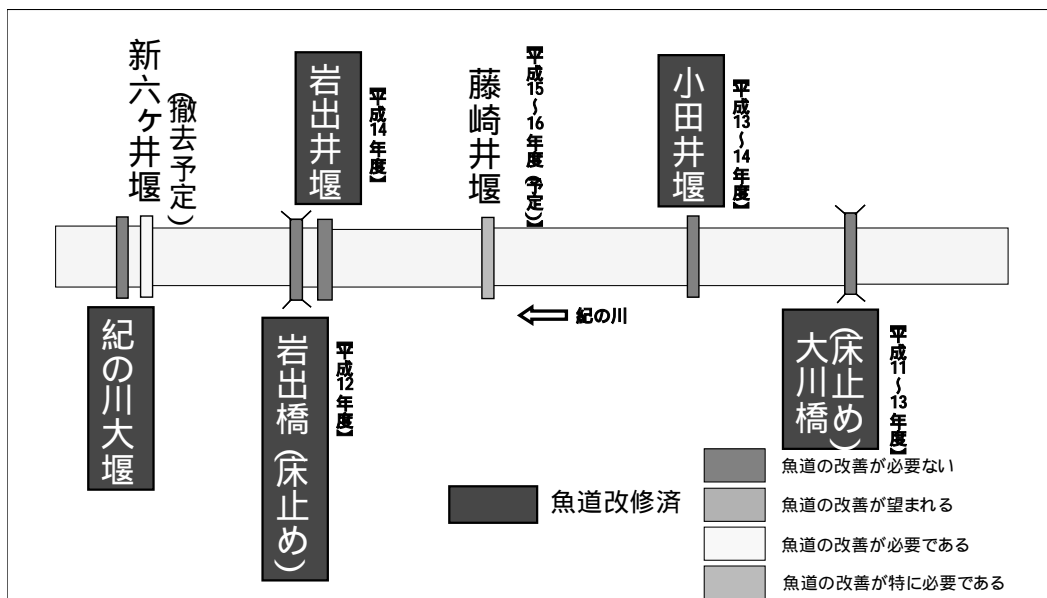 新六ヶ井堰
(撤去予定)
岩出井堰
【平成14年度】
藤崎井堰
【平成15～16年度(予定)】
小田井堰
【平成13～14年度】
紀の川
紀の川大堰
岩出橋(床止め)
【平成12年度】
大川橋
(床止め)
【平成11～13年度】
魚道改修済
魚道の改善が必要ない
魚道の改善が望まれる
魚道の改善が必要である
魚道の改善が特に必要である